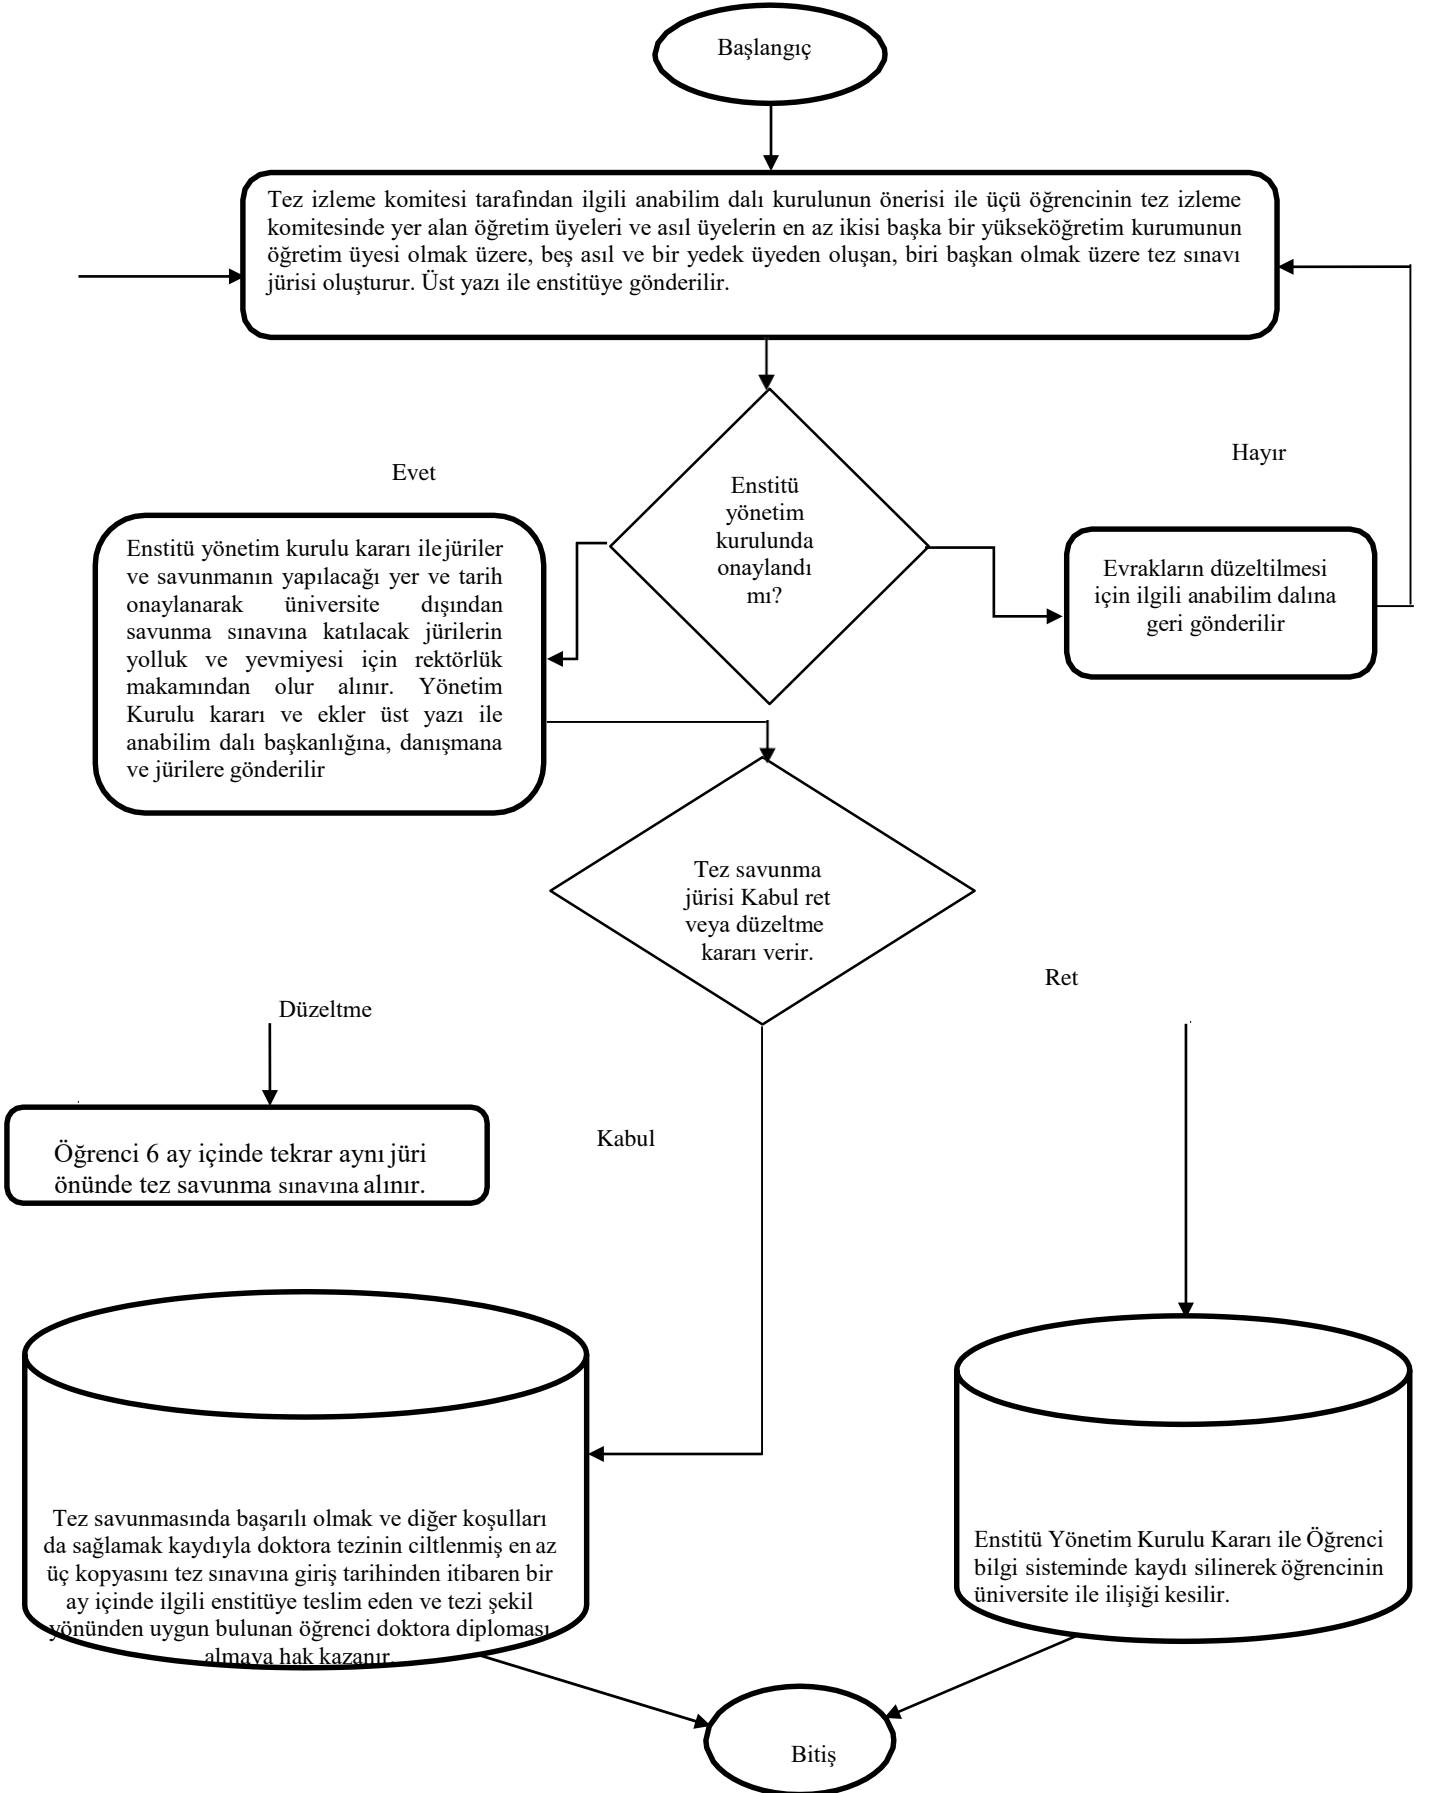 Başlangıç
Tez izleme komitesi tarafından ilgili anabilim dalı kurulunun önerisi ile üçü öğrencinin tez izleme
komitesinde yer alan öğretim üyeleri ve asıl üyelerin en az ikisi başka bir yükseköğretim kurumunun
öğretim üyesi olmak üzere, beş asıl ve bir yedek üyeden oluşan, biri başkan olmak üzere tez sınavı
jürisi oluşturur. Üst yazı ile enstitüye gönderilir.
Evet
Hayır
Enstitü
yönetim
kurulunda
onaylandı
mı?
Enstitü yönetim kurulu kararı ile jüriler
ve savunmanın yapılacağı yer ve tarih
onaylanarak üniversite dışından
savunma sınavına katılacak jürilerin
yolluk ve yevmiyesi için rektörlük
makamından olur alınır. Yönetim
Kurulu kararı ve ekler üst yazı ile
anabilim dalı başkanlığına, danışmana
ve jürilere gönderilir
Evrakların düzeltilmesi
için ilgili anabilim dalına
geri gönderilir
Tez savunma
jürisi Kabul ret
veya düzeltme
kararı verir.
Ret
Düzeltme
Kabul
Öğrenci 6 ay içinde tekrar aynı jüri
önünde tez savunma sınavına alınır.
Tez savunmasında başarılı olmak ve diğer koşulları
da sağlamak kaydıyla doktora tezinin ciltlenmiş en az
üç kopyasını tez sınavına giriş tarihinden itibaren bir
ay içinde ilgili enstitüye teslim eden ve tezi şekil
yönünden uygun bulunan öğrenci doktora diploması
almaya hak kazanır.
Enstitü Yönetim Kurulu Kararı ile Öğrenci
bilgi sisteminde kaydı silinerek öğrencinin
üniversite ile ilişiği kesilir.
Bitiş